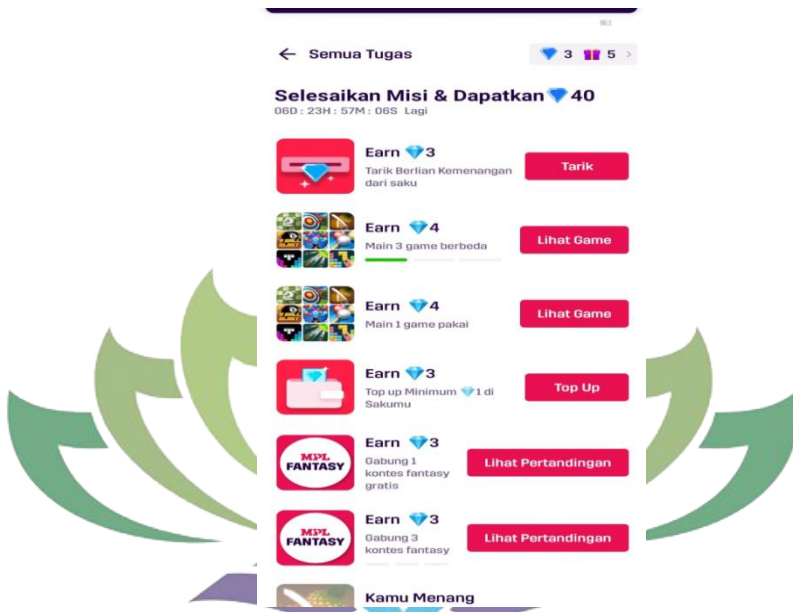 Semua Tugas 3 5
Selesaikan Misi & Dapatkan 40
06D : 23H : 57M : 06S Lagi
Earn 3
Tarik Berlian Kemenangan
dari saku
Tarik
Earn 4
Main 3 game berbeda
Lihat Game
Earn 4
Main 1 game pakai
Lihat Game
Earn 3
Top up Minimum 1 di
Sakumu
Top Up
MPL
FANTASY
Earn 3
Gabung 1
kontes fantasy
gratis
Lihat Pertandingan
MPL
FANTASY
Earn 3
Gabung 3
kontes fantasy
Lihat Pertandingan
Kamu Menang